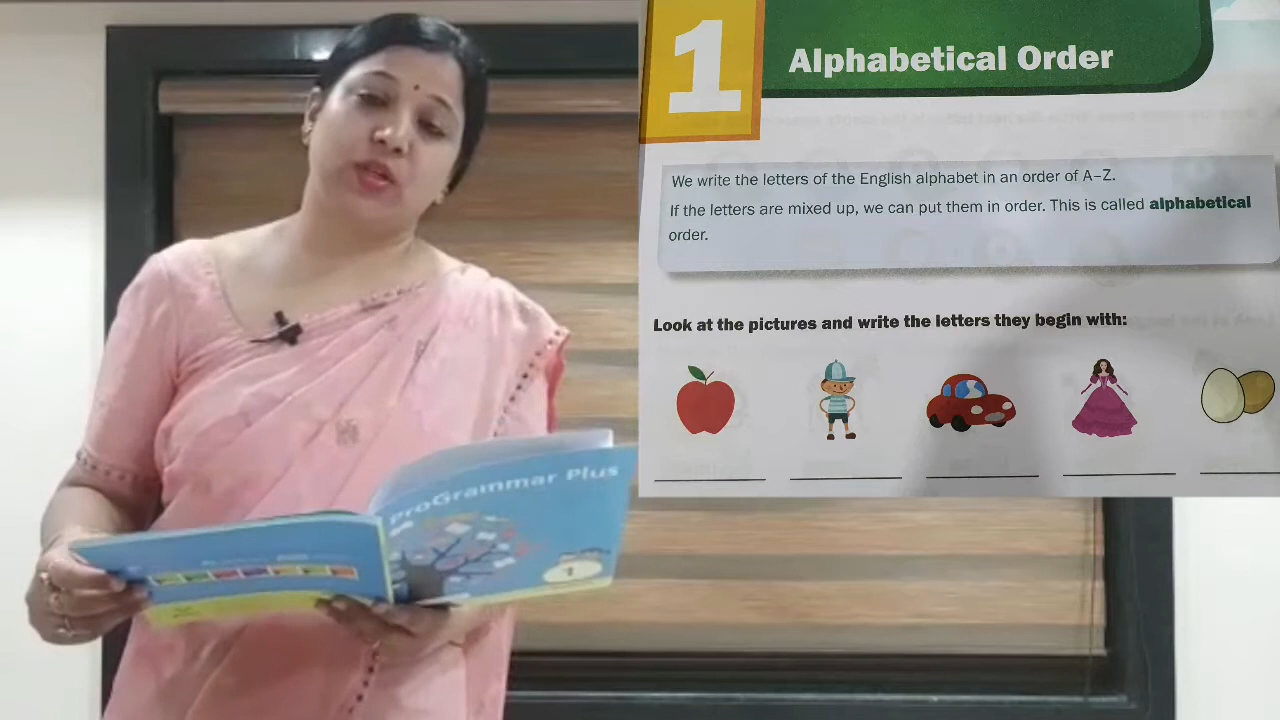 1
Alphabetical Order
We write the letters of the English alphabet in an order of A–Z.
If the letters are mixed up, we can put them in order. This is called alphabetical
order.
Look at the pictures and write the letters they begin with:
ProGrammar Plus
1